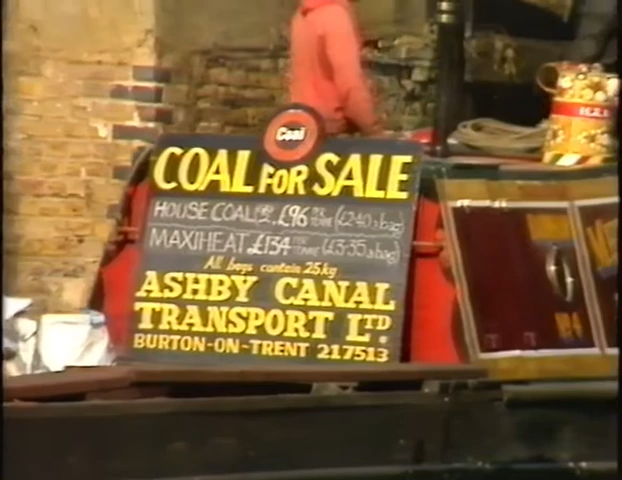 Coal
COAL FOR SALE
HOUSE COAL £96 PER TONNE (£2·40 a bag)
MAXIHEAT £134 PER TONNE (£3·35 a bag)
All bags contain 25kg
ASHBY CANAL
TRANSPORT LTD.
BURTON-ON-TRENT 217513